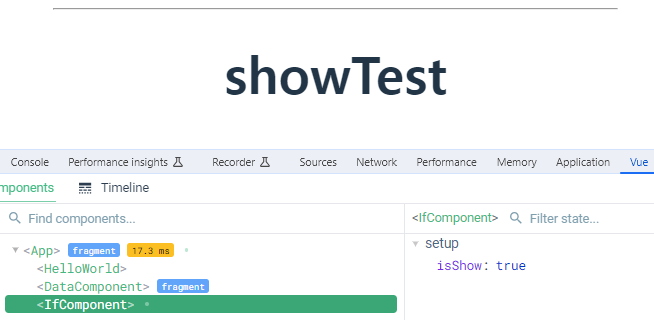 showTest
Console Performance insights Recorder Sources Network Performance Memory Application Vue
mponents Timeline
Find components... <IfComponent> Filter state...
<App> fragment 17.3 ms
<HelloWorld>
<DataComponent> fragment
<IfComponent>
setup
isShow: true